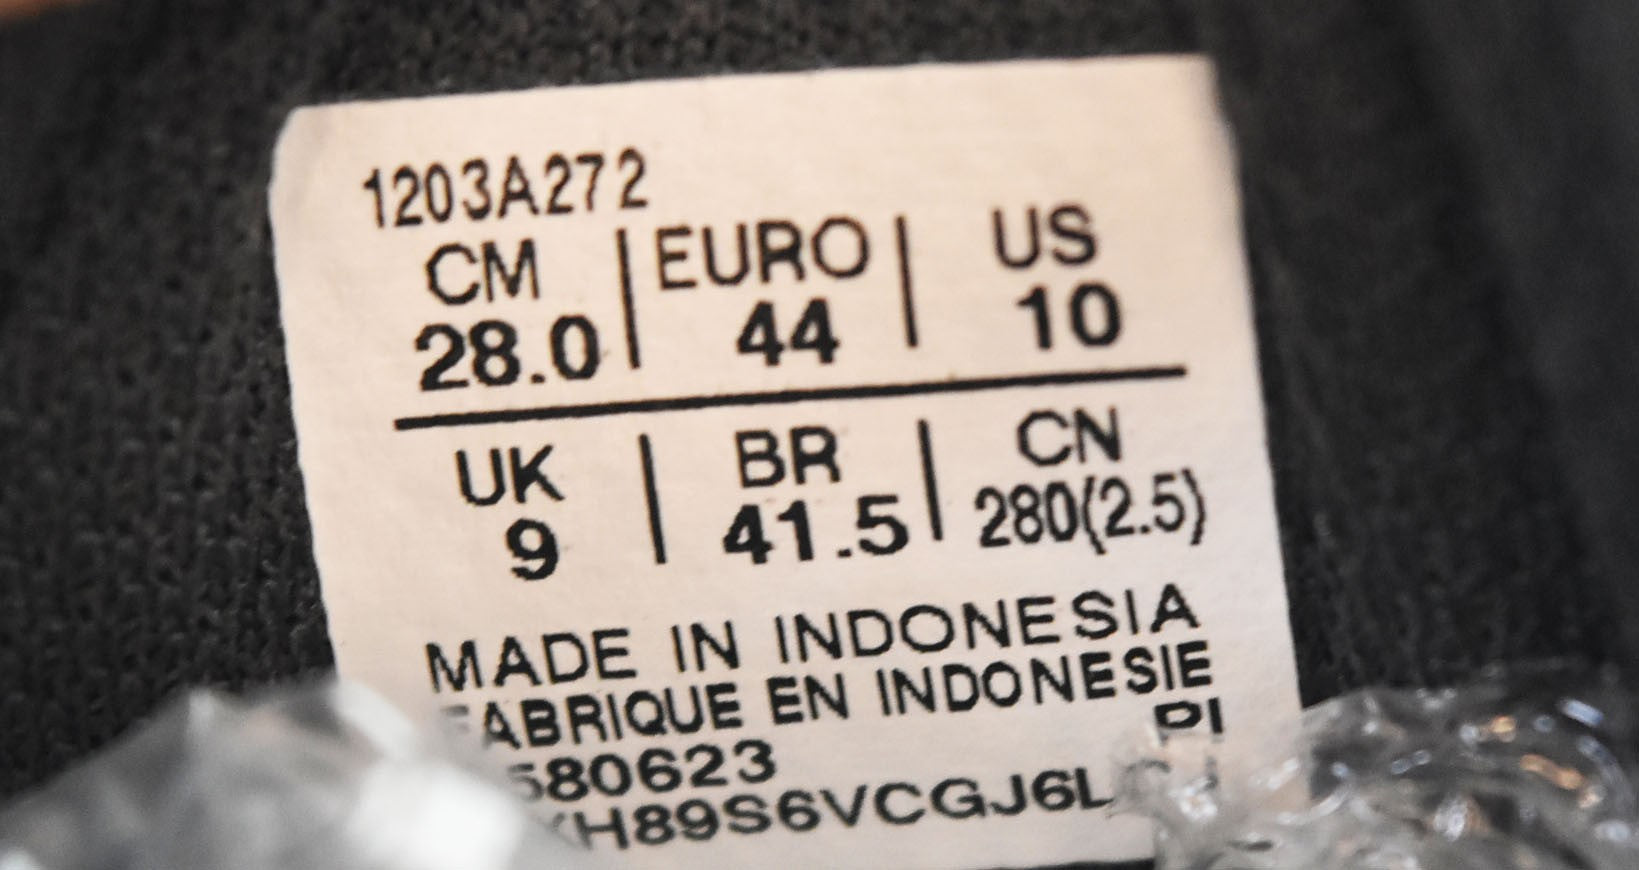 1203A272
CM | EURO | US
28.0 | 44 | 10
UK | BR | CN
9 | 41.5 | 280(2.5)
MADE IN INDONESIA
FABRIQUE EN INDONESIE
PI
580623